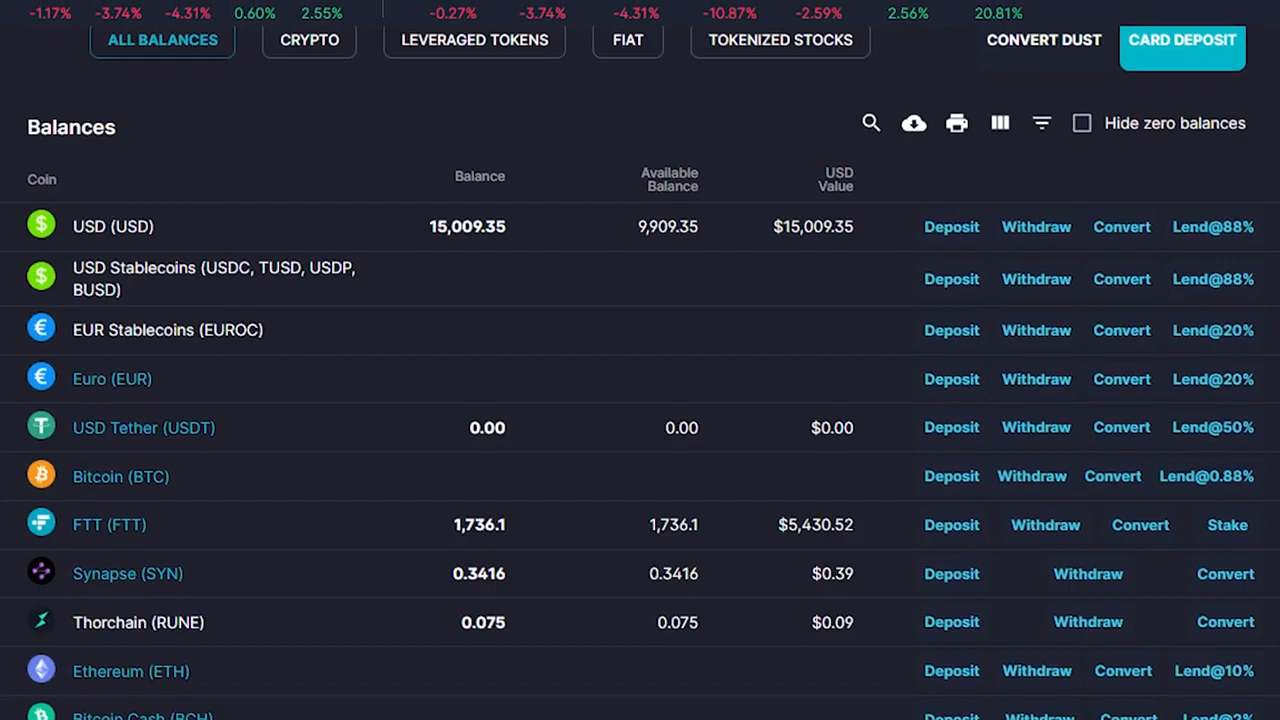 -1.17% -3.74% -4.31% 0.60% 2.55% -0.27% -3.74% -4.31% -10.87% -2.59% 2.56% 20.81%
ALL BALANCES CRYPTO LEVERAGED TOKENS FIAT TOKENIZED STOCKS CONVERT DUST CARD DEPOSIT
Balances Hide zero balances
Coin Balance Available Balance USD Value
USD (USD) 15,009.35 9,909.35 $15,009.35 Deposit Withdraw Convert Lend@88%
USD Stablecoins (USDC, TUSD, USDP,
BUSD) Deposit Withdraw Convert Lend@88%
EUR Stablecoins (EUROC) Deposit Withdraw Convert Lend@20%
Euro (EUR) Deposit Withdraw Convert Lend@20%
USD Tether (USDT) 0.00 0.00 $0.00 Deposit Withdraw Convert Lend@50%
Bitcoin (BTC) Deposit Withdraw Convert Lend@0.88%
FTT (FTT) 1,736.1 1,736.1 $5,430.52 Deposit Withdraw Convert Stake
Synapse (SYN) 0.3416 0.3416 $0.39 Deposit Withdraw Convert
Thorchain (RUNE) 0.075 0.075 $0.09 Deposit Withdraw Convert
Ethereum (ETH) Deposit Withdraw Convert Lend@10%
Bitcoin Cash (BCH) Deposit Withdraw Convert Lend@2%